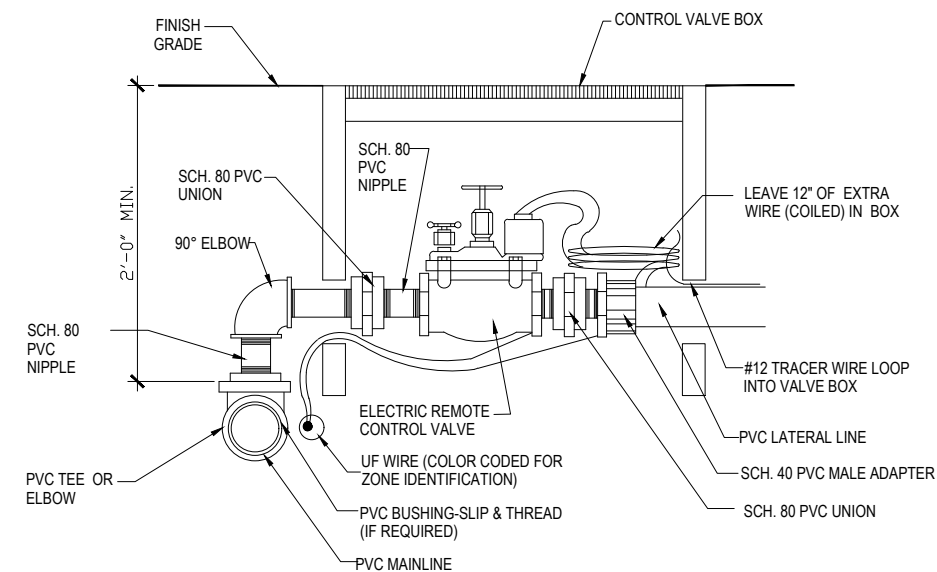 FINISH
GRADE
CONTROL VALVE BOX
SCH. 80
PVC
NIPPLE
SCH. 80 PVC
UNION
LEAVE 12" OF EXTRA
WIRE (COILED) IN BOX
2'-0" MIN.
90° ELBOW
SCH. 80
PVC
NIPPLE
#12 TRACER WIRE LOOP
INTO VALVE BOX
ELECTRIC REMOTE
CONTROL VALVE
PVC LATERAL LINE
UF WIRE (COLOR CODED FOR
ZONE IDENTIFICATION)
SCH. 40 PVC MALE ADAPTER
PVC TEE OR
ELBOW
PVC BUSHING-SLIP & THREAD
(IF REQUIRED)
SCH. 80 PVC UNION
PVC MAINLINE